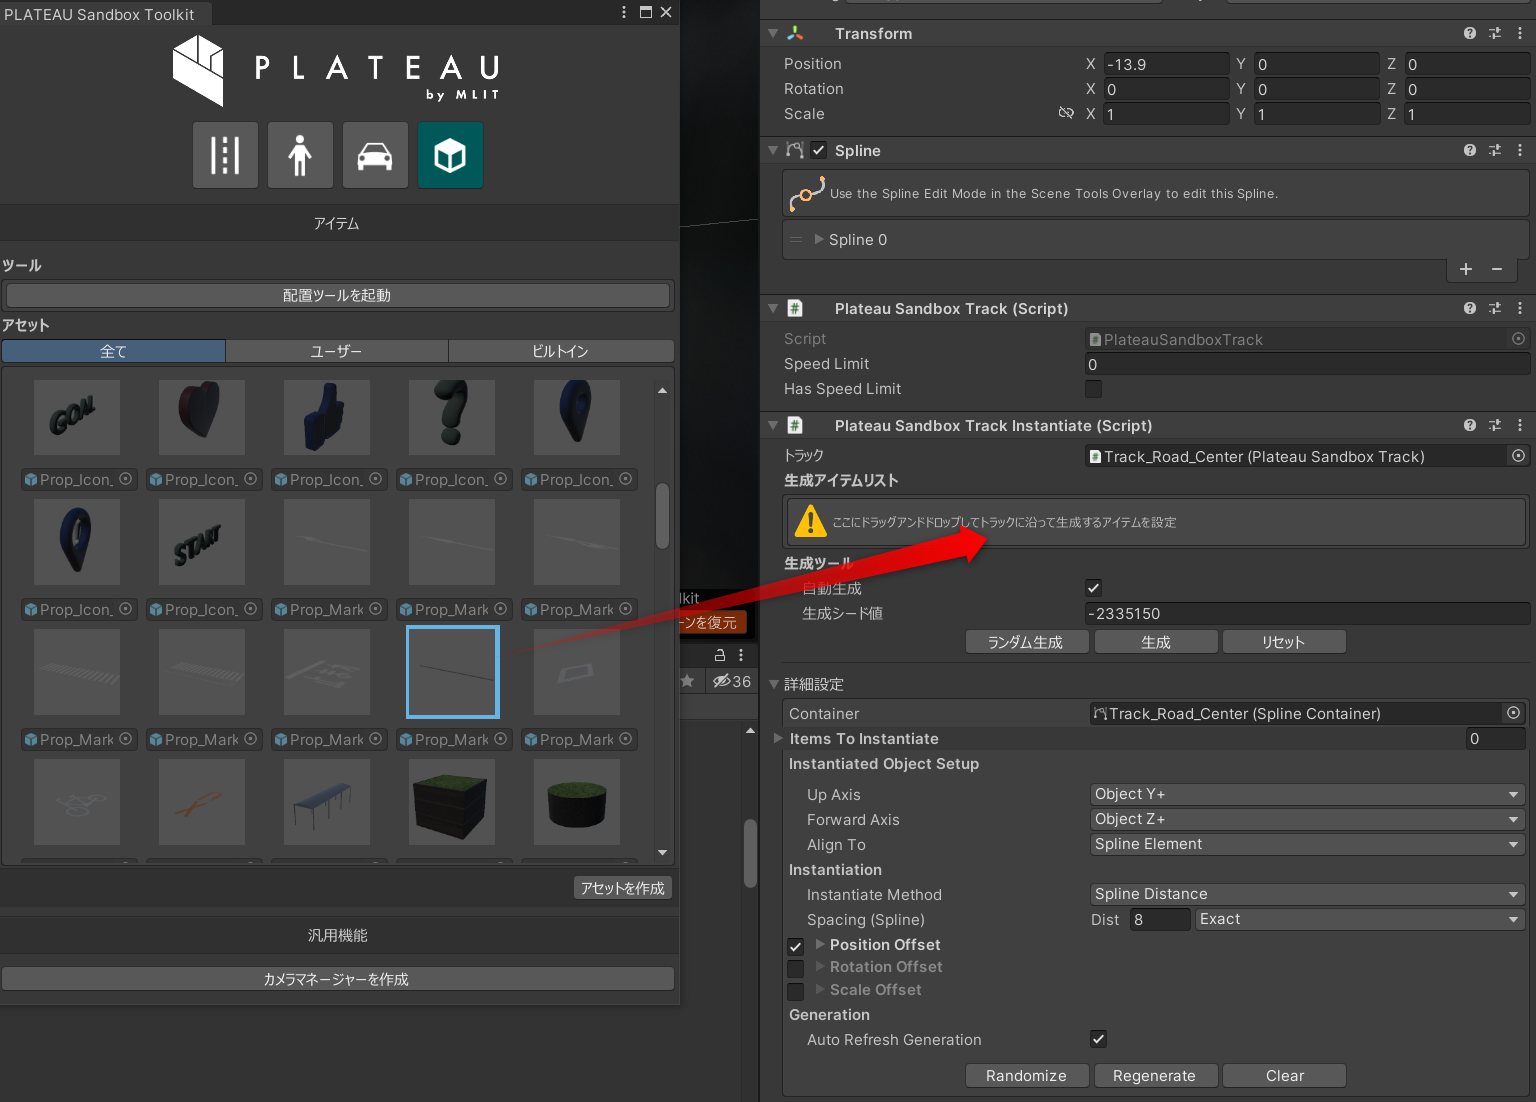 PLATEAU Sandbox Toolkit
PLATEAU
by MLIT
アイテム
ツール
配置ツールを起動
アセット
全て
ユーザー
ビルトイン
GOAL
Prop_Icon_
Prop_Icon_
Prop_Icon_
Prop_Icon_
Prop_Icon_
START
Prop_Icon_
Prop_Icon_
Prop_Mark
Prop_Mark
Prop_Mark
Prop_Mark
Prop_Mark
Prop_Mark
Prop_Mark
Prop_Mark
アセットを作成
汎用機能
カメラマネージャーを作成
lkit
ーンを復元
36
Transform
Position X -13.9 Y 0 Z 0
Rotation X 0 Y 0 Z 0
Scale X 1 Y 1 Z 1
Spline
Use the Spline Edit Mode in the Scene Tools Overlay to edit this Spline.
Spline 0
+ −
Plateau Sandbox Track (Script)
Script PlateauSandboxTrack
Speed Limit 0
Has Speed Limit
Plateau Sandbox Track Instantiate (Script)
トラック Track_Road_Center (Plateau Sandbox Track)
生成アイテムリスト
ここにドラッグアンドドロップしてトラックに沿って生成するアイテムを設定
生成ツール
自動生成
生成シード値 -2335150
ランダム生成 生成 リセット
詳細設定
Container Track_Road_Center (Spline Container)
Items To Instantiate 0
Instantiated Object Setup
Up Axis Object Y+
Forward Axis Object Z+
Align To Spline Element
Instantiation
Instantiate Method Spline Distance
Spacing (Spline) Dist 8 Exact
Position Offset
Rotation Offset
Scale Offset
Generation
Auto Refresh Generation
Randomize Regenerate Clear